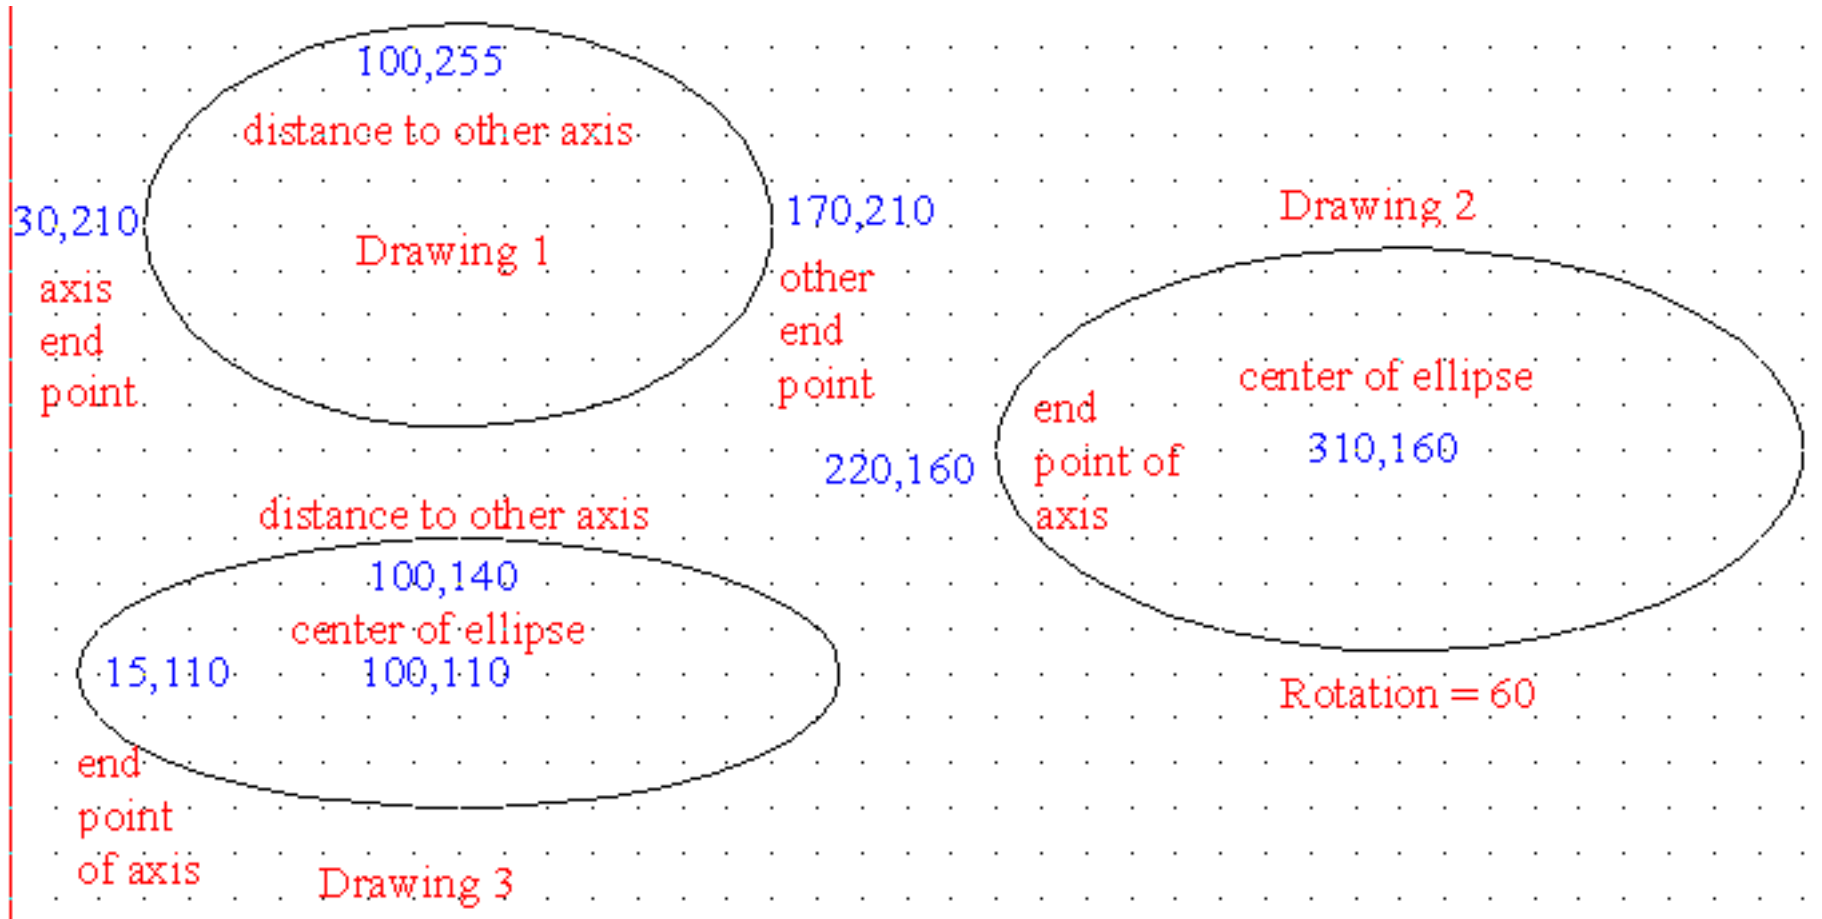 100,255
distance to other axis
30,210
170,210
Drawing 1
axis
end
point
other
end
point
Drawing 2
center of ellipse
end
point of
axis
310,160
220,160
Rotation = 60
distance to other axis
100,140
center of ellipse
15,110
100,110
end
point
of axis
Drawing 3